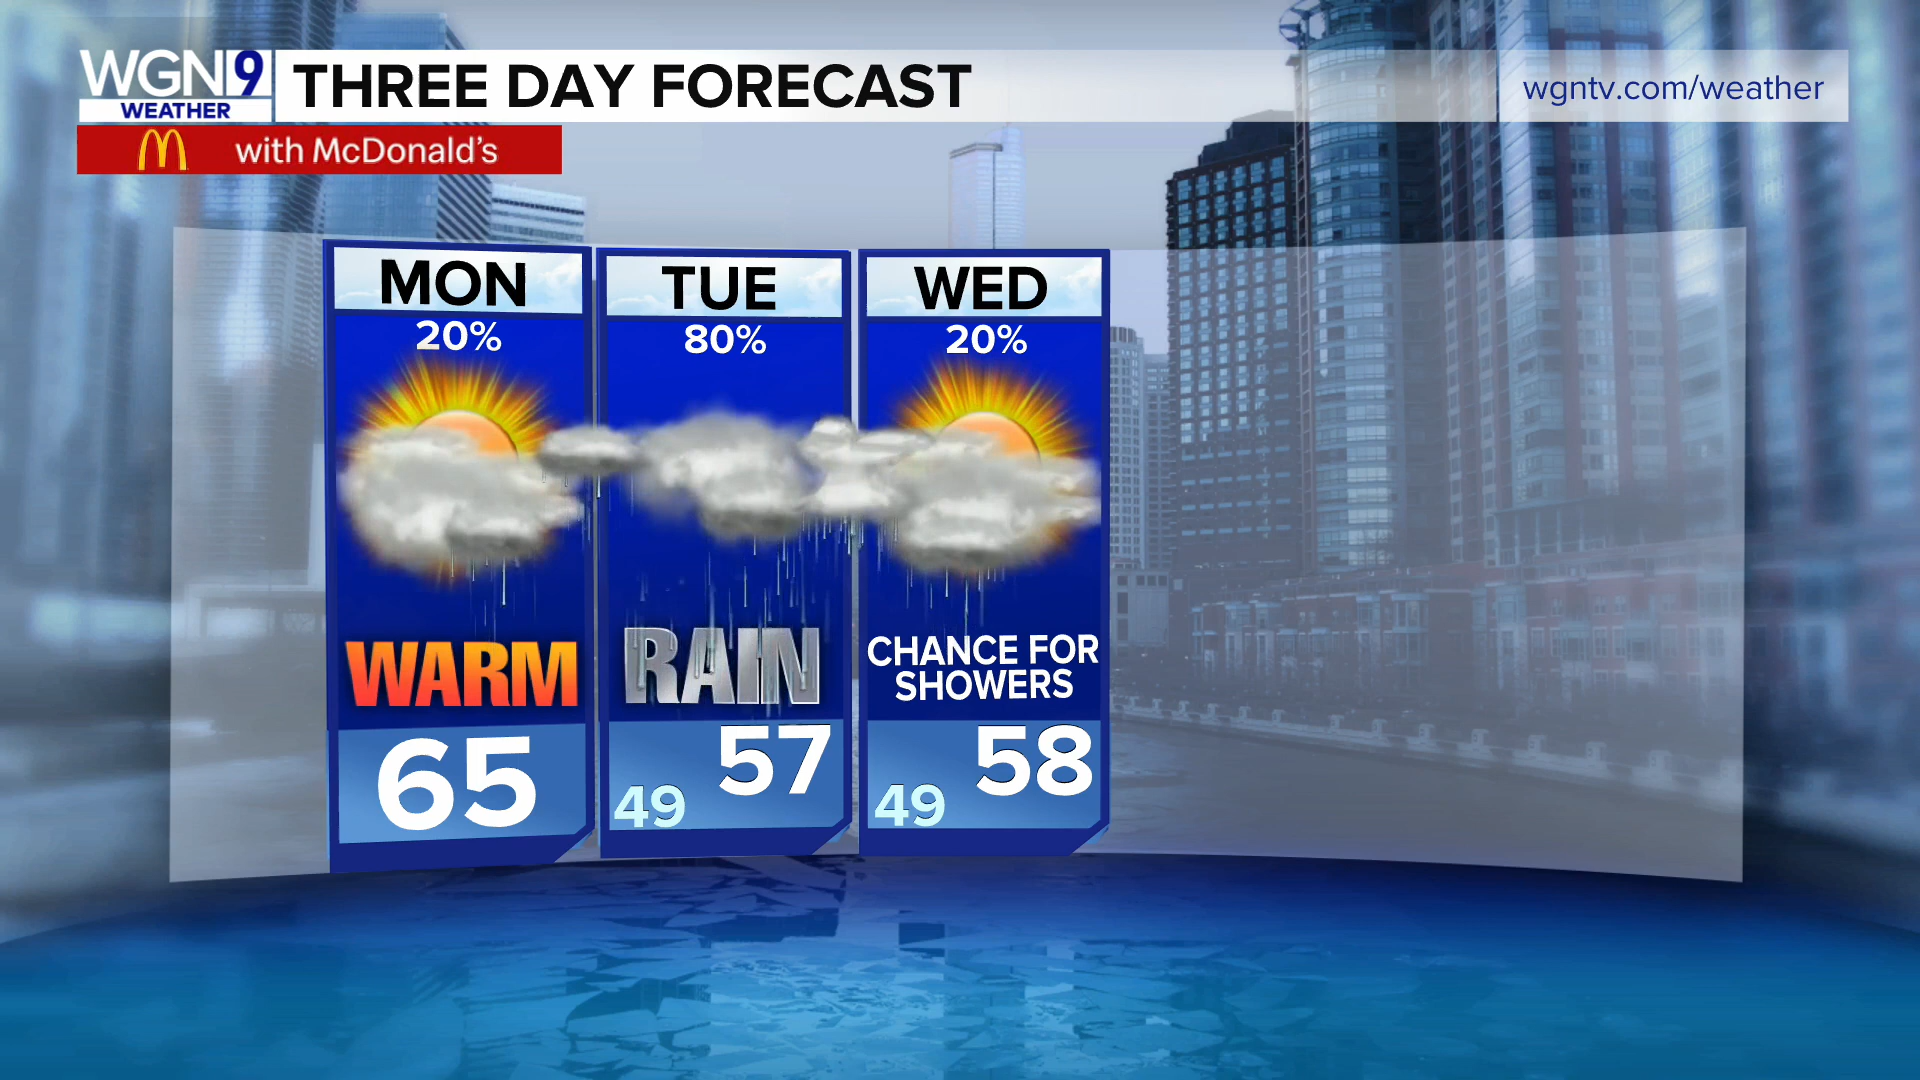 WGN9
WEATHER
THREE DAY FORECAST
wgntv.com/weather
with McDonald's
MON
20%
WARM
65
TUE
80%
RAIN
57
49
WED
20%
CHANCE FOR
SHOWERS
58
49